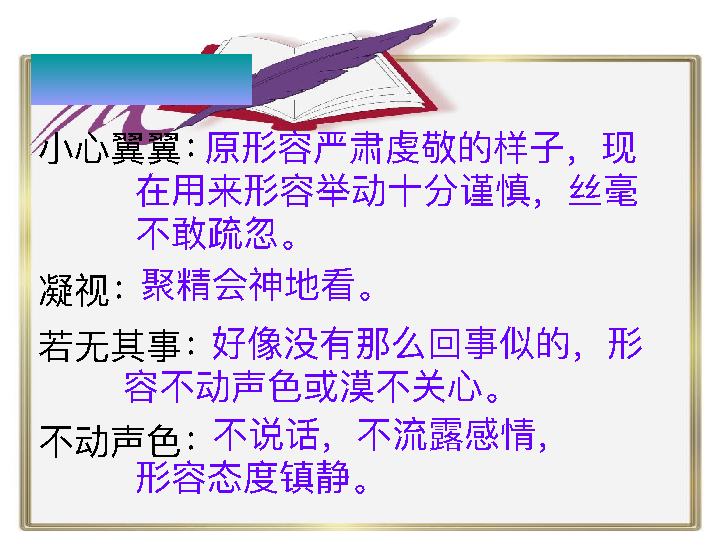 小心翼翼：原形容严肃虔敬的样子，现
在用来形容举动十分谨慎，丝毫
不敢疏忽。
凝视：聚精会神地看。
若无其事：好像没有那么回事似的，形
容不动声色或漠不关心。
不动声色：不说话，不流露感情，
形容态度镇静。